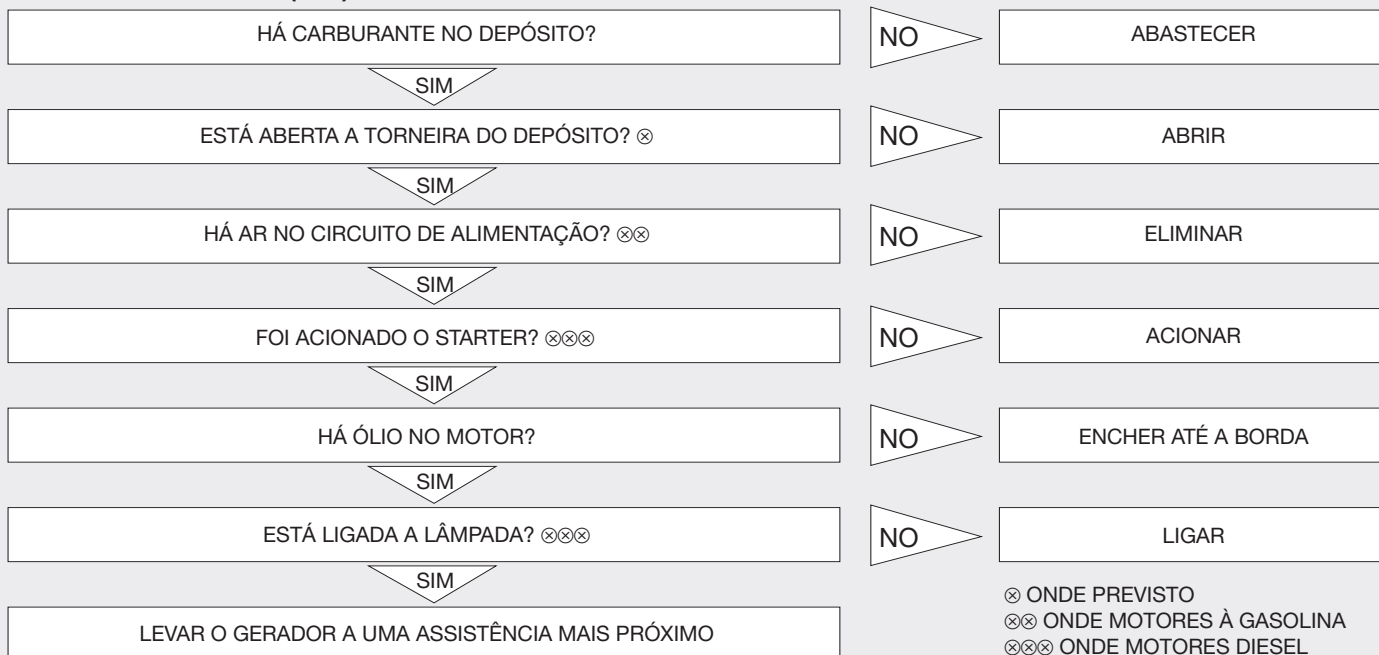 HÁ CARBURANTE NO DEPÓSITO?
NO
ABASTECER
SIM
ESTÁ ABERTA A TORNEIRA DO DEPÓSITO? ⊗
NO
ABRIR
SIM
HÁ AR NO CIRCUITO DE ALIMENTAÇÃO? ⊗⊗
NO
ELIMINAR
SIM
FOI ACIONADO O STARTER? ⊗⊗⊗
NO
ACIONAR
SIM
HÁ ÓLIO NO MOTOR?
NO
ENCHER ATÉ A BORDA
SIM
ESTÁ LIGADA A LÂMPADA? ⊗⊗⊗
NO
LIGAR
SIM
LEVAR O GERADOR A UMA ASSISTÊNCIA MAIS PRÓXIMO
⊗ ONDE PREVISTO
⊗⊗ ONDE MOTORES À GASOLINA
⊗⊗⊗ ONDE MOTORES DIESEL